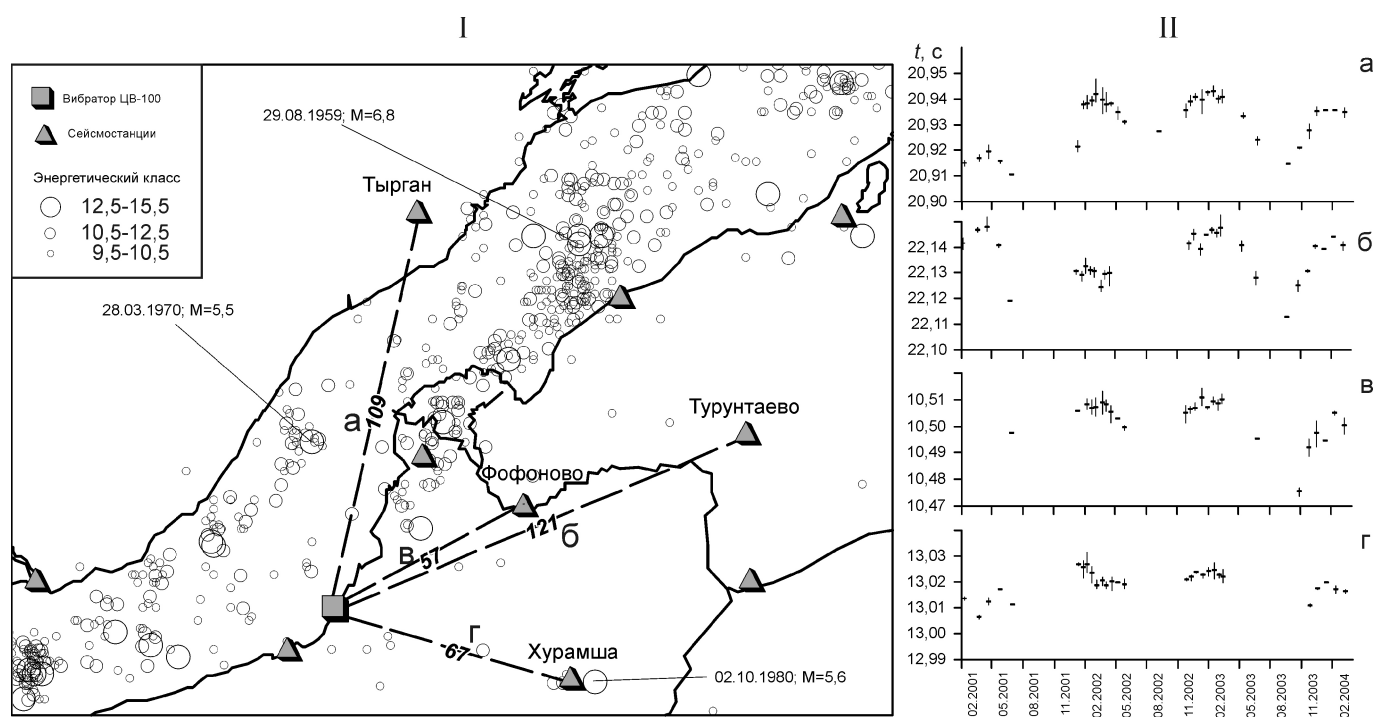 I
Вибратор ЦВ-100
Сейсмостанции
Энергетический класс
12,5-15,5
10,5-12,5
9,5-10,5
29.08.1959; M=6,8
Тырган
28.03.1970; M=5,5
а
109
Турунтаево
Фофоново
в
57
121
б
г
67
Хурамша
02.10.1980; M=5,6
II
t, с
а
20,95
20,94
20,93
20,92
20,91
20,90
б
22,14
22,13
22,12
22,11
22,10
в
10,51
10,50
10,49
10,48
10,47
г
13,03
13,02
13,01
13,00
12,99
02.2001
05.2001
08.2001
11.2001
02.2002
05.2002
08.2002
11.2002
02.2003
05.2003
08.2003
11.2003
02.2004